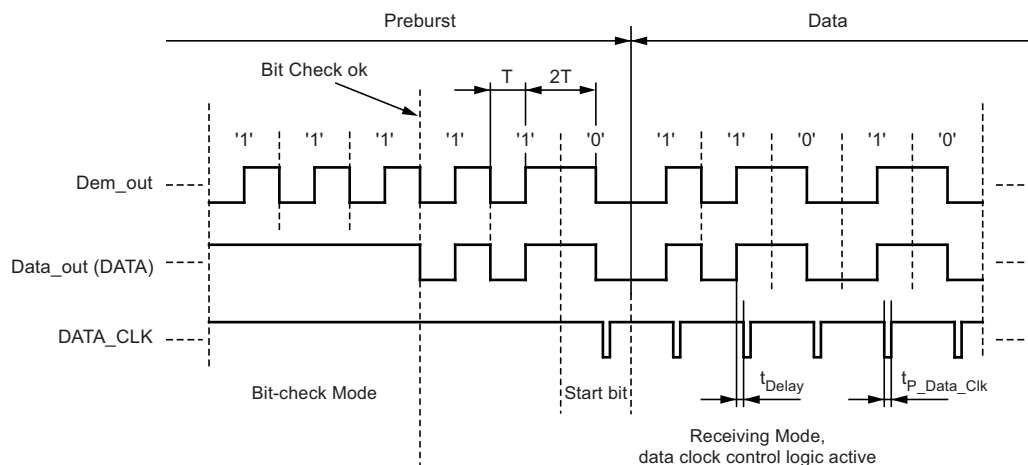 Preburst Data
Bit Check ok
T 2T
'1' '1' '1' '1' '1' '0' '1' '1' '0' '1' '0'
Dem_out
Data_out (DATA)
DATA_CLK
Bit-check Mode Start bit tDelay tP_Data_Clk
Receiving Mode,
data clock control logic active